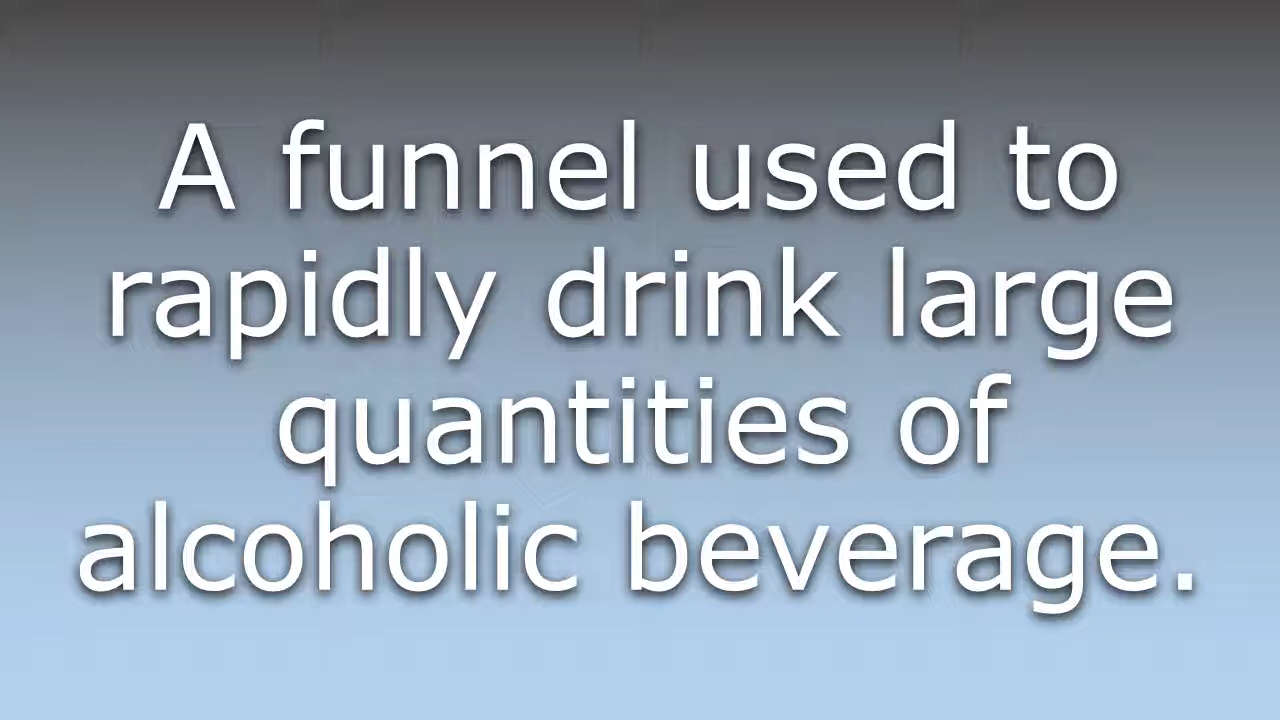 A funnel used to
rapidly drink large
quantities of
alcoholic beverage.